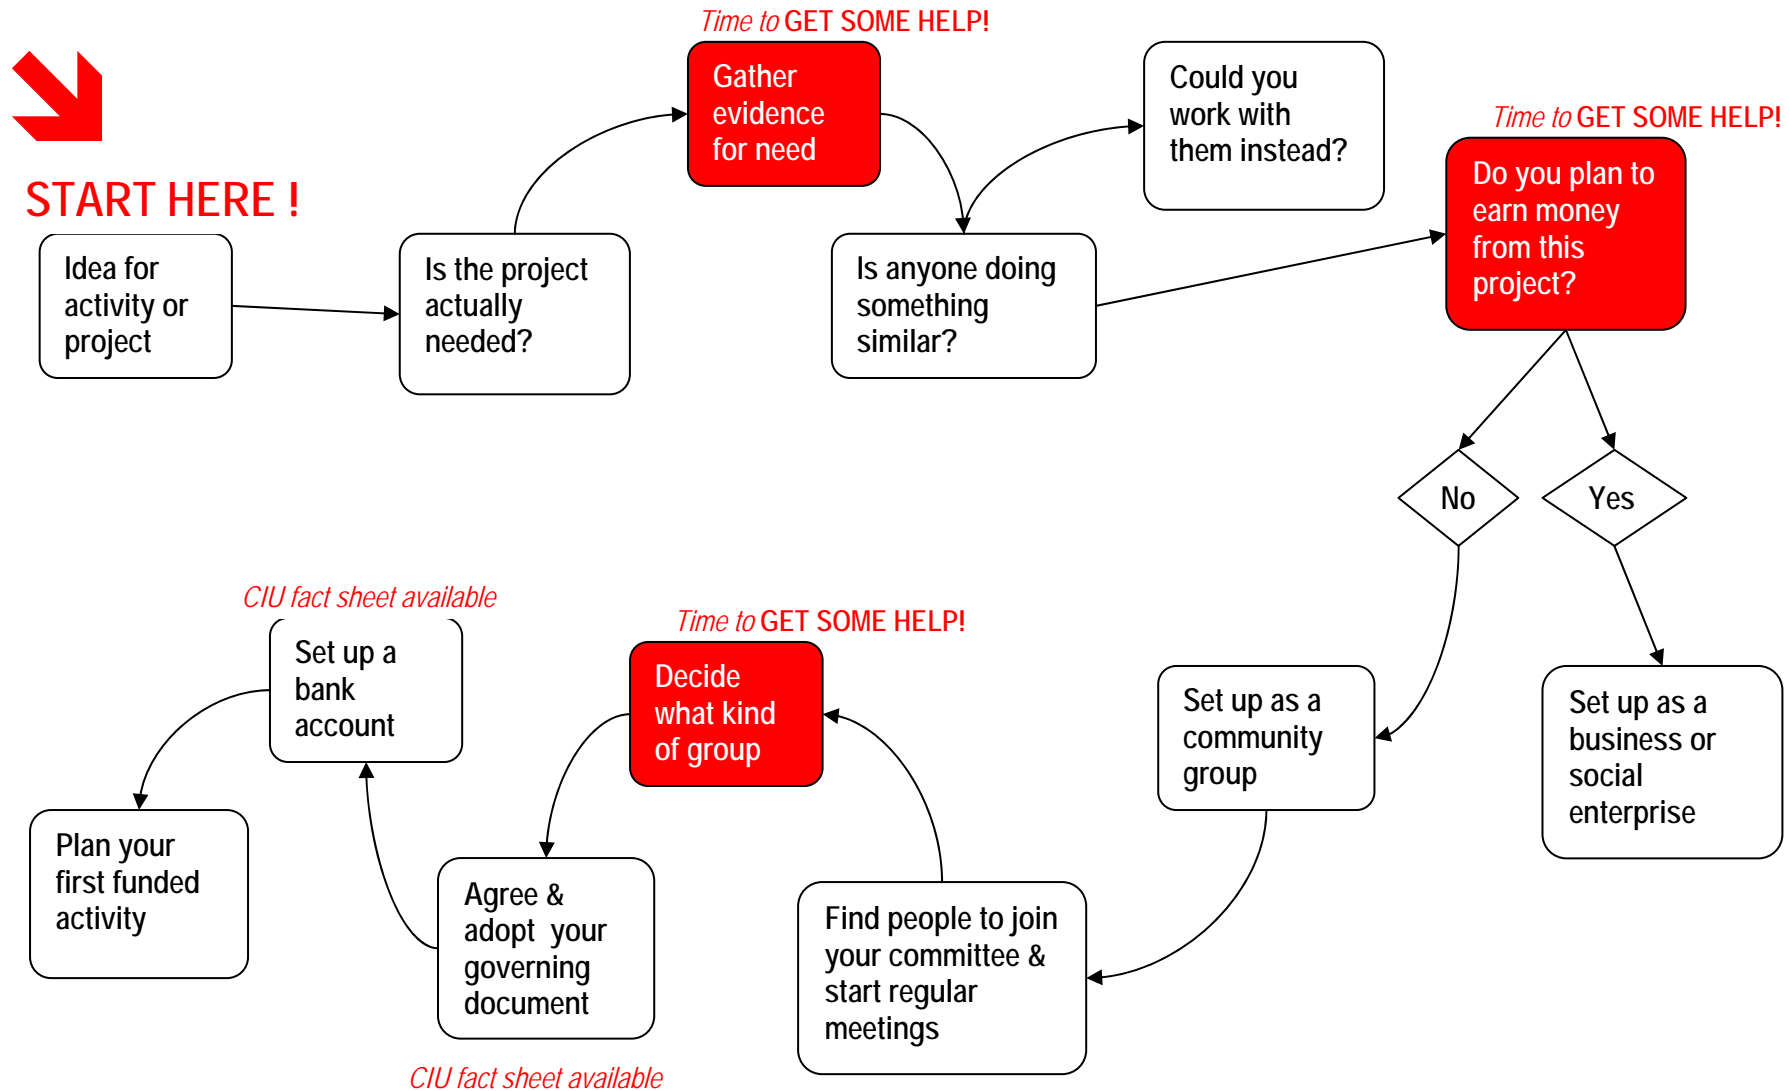 START HERE !
Idea for
activity or
project
Is the project
actually
needed?
Time to GET SOME HELP!
Gather
evidence
for need
Is anyone doing
something
similar?
Could you
work with
them instead?
Time to GET SOME HELP!
Do you plan to
earn money
from this
project?
No
Yes
Set up as a
business or
social
enterprise
Set up as a
community
group
Find people to join
your committee &
start regular
meetings
Time to GET SOME HELP!
Decide
what kind
of group
Agree &
adopt  your
governing
document
CIU fact sheet available
CIU fact sheet available
Set up a
bank
account
Plan your
first funded
activity